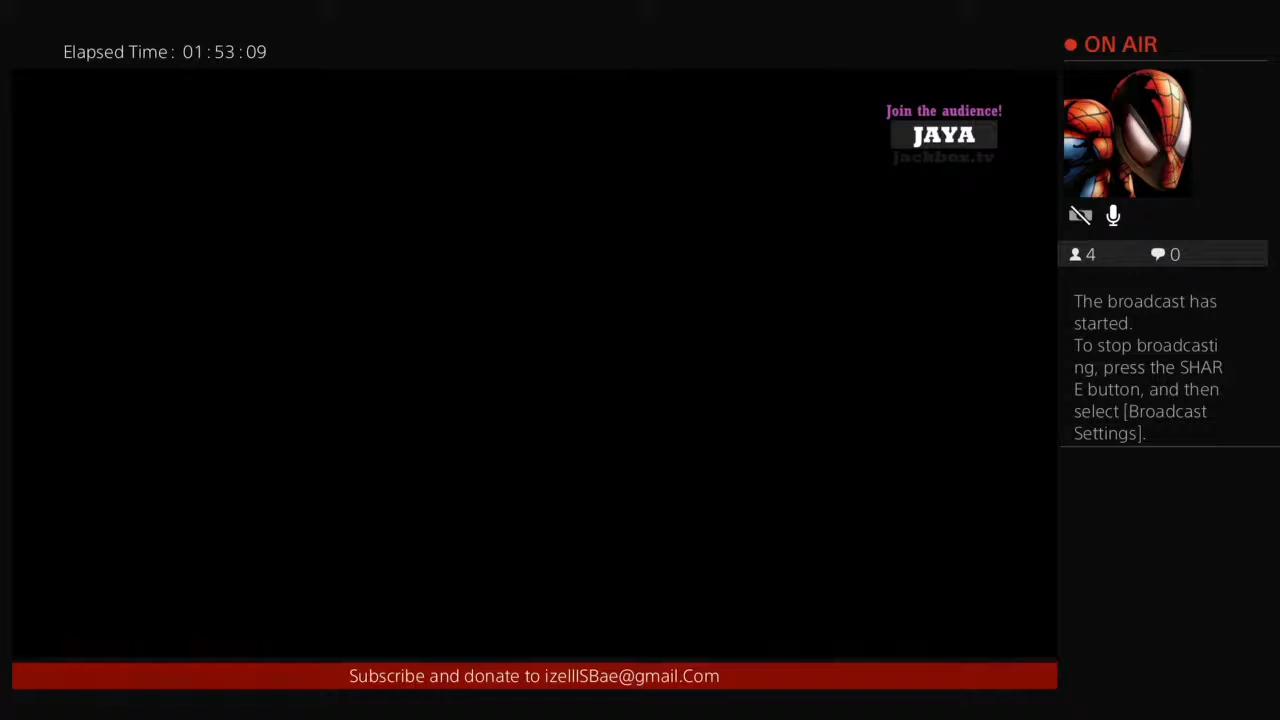 Elapsed Time: 01:53:09
ON AIR
Join the audience!
JAYA
jackbox.tv
4
0
The broadcast has
started.
To stop broadcasti
ng, press the SHAR
E button, and then
select [Broadcast
Settings].
Subscribe and donate to izellISBae@gmail.Com